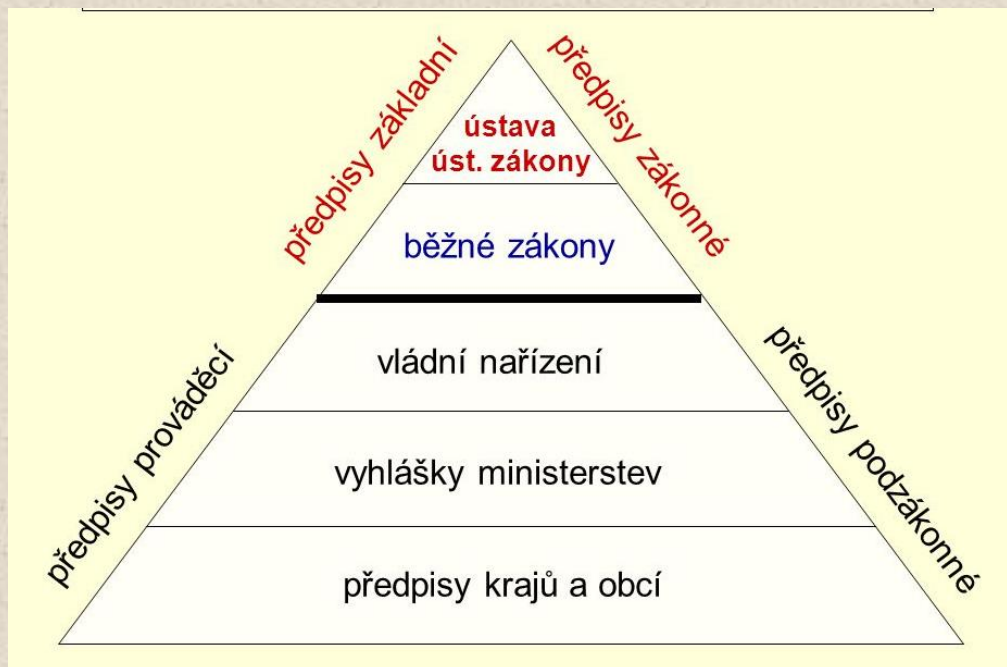 předpisy základní
předpisy zákonné
ústava
úst. zákony
běžné zákony
vládní nařízení
předpisy prováděcí
předpisy podzákonné
vyhlášky ministerstev
předpisy krajů a obcí